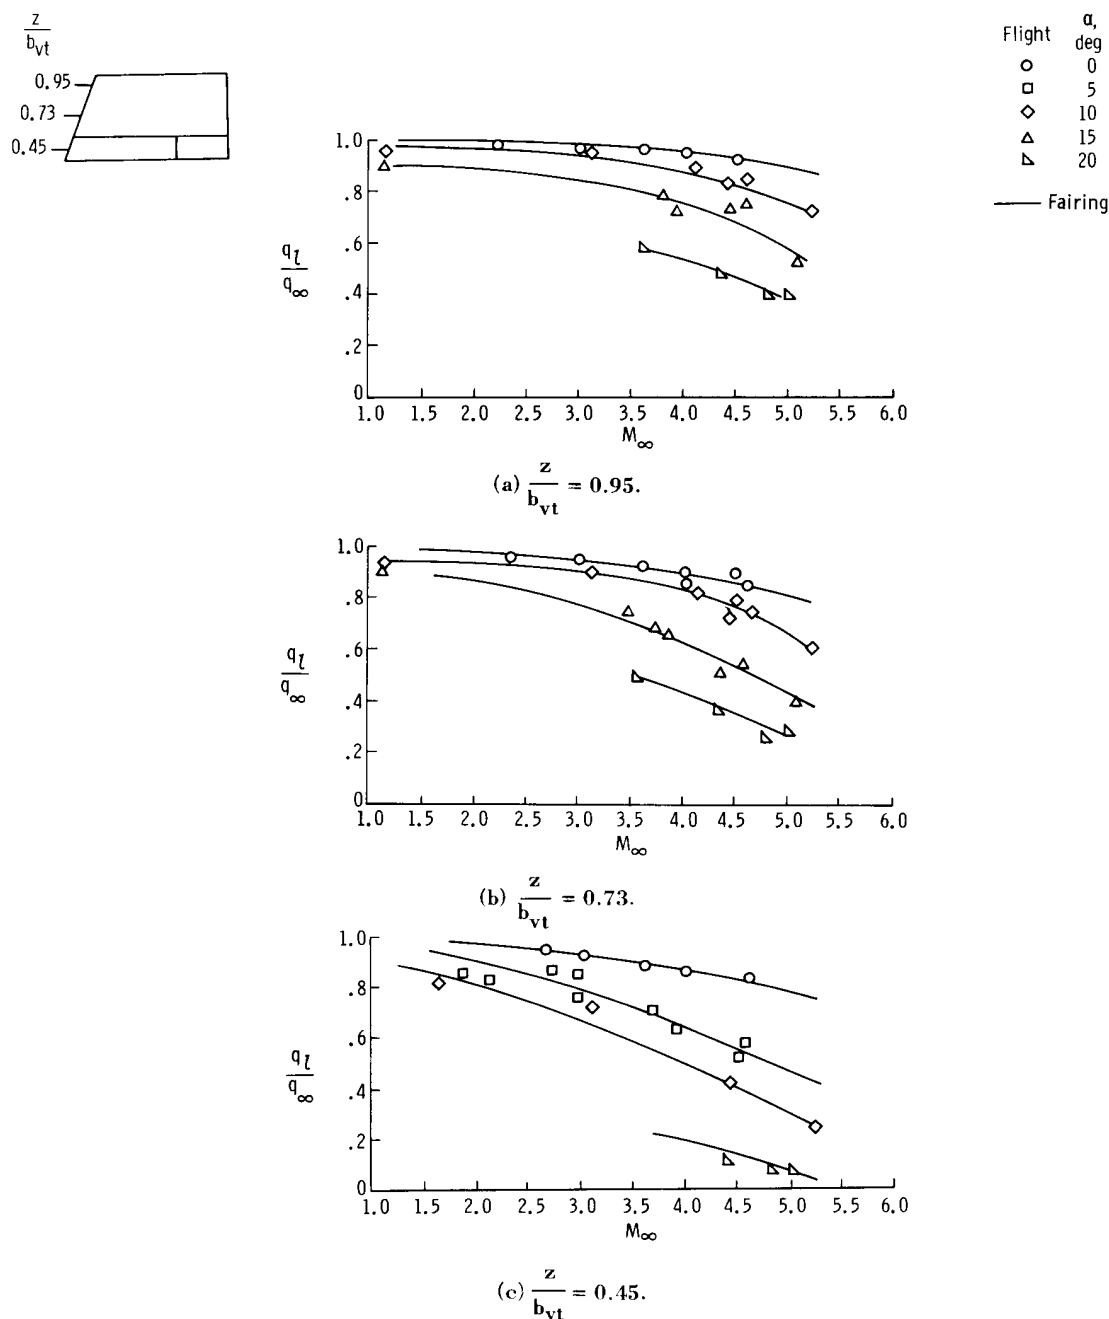 z
b_vt
0.95
0.73
0.45
Flight α, deg
○ 0
□ 5
◇ 10
△ 15
◺ 20
—— Fairing
q_l
q_∞
1.0
.8
.6
.4
.2
0
1.0 1.5 2.0 2.5 3.0 3.5 4.0 4.5 5.0 5.5 6.0
M_∞
(a) z/b_vt = 0.95.
q_l
q_∞
1.0
.8
.6
.4
.2
0
1.0 1.5 2.0 2.5 3.0 3.5 4.0 4.5 5.0 5.5 6.0
M_∞
(b) z/b_vt = 0.73.
q_l
q_∞
1.0
.8
.6
.4
.2
0
1.0 1.5 2.0 2.5 3.0 3.5 4.0 4.5 5.0 5.5 6.0
M_∞
(c) z/b_vt = 0.45.